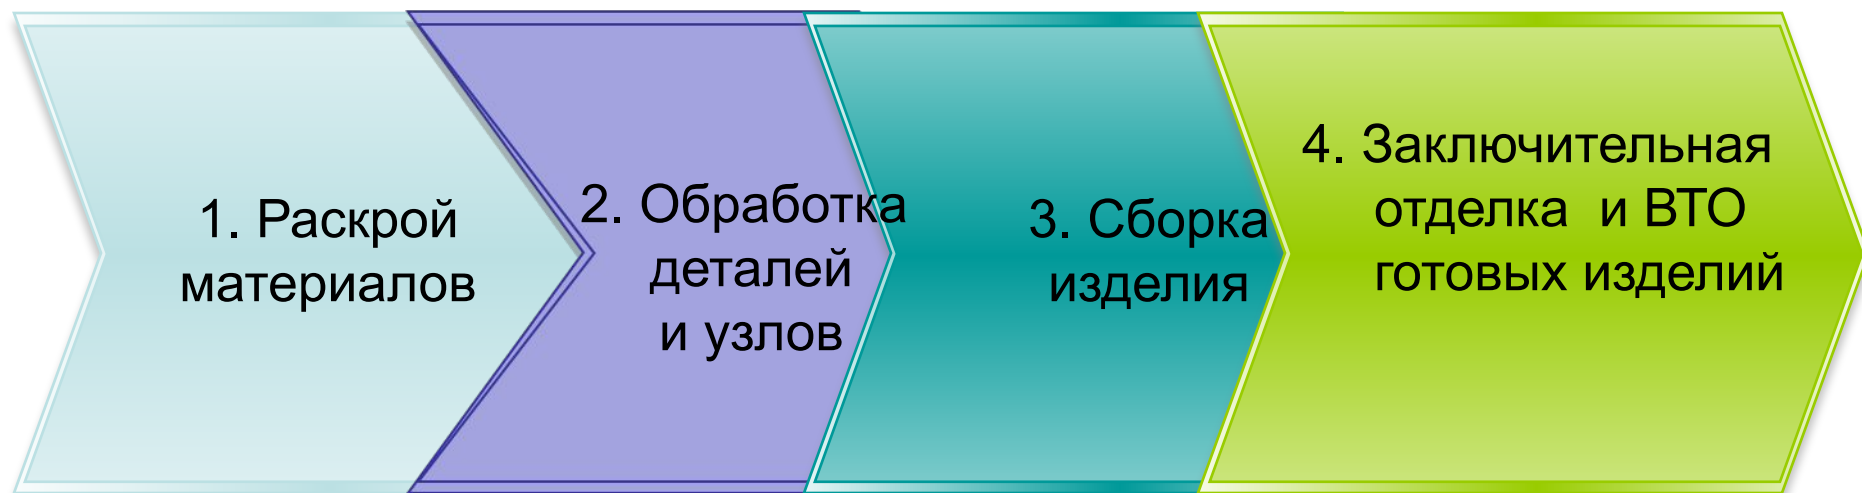 1. Раскрой
материалов
2. Обработка
деталей
и узлов
3. Сборка
изделия
4. Заключительная
отделка и ВТО
готовых изделий